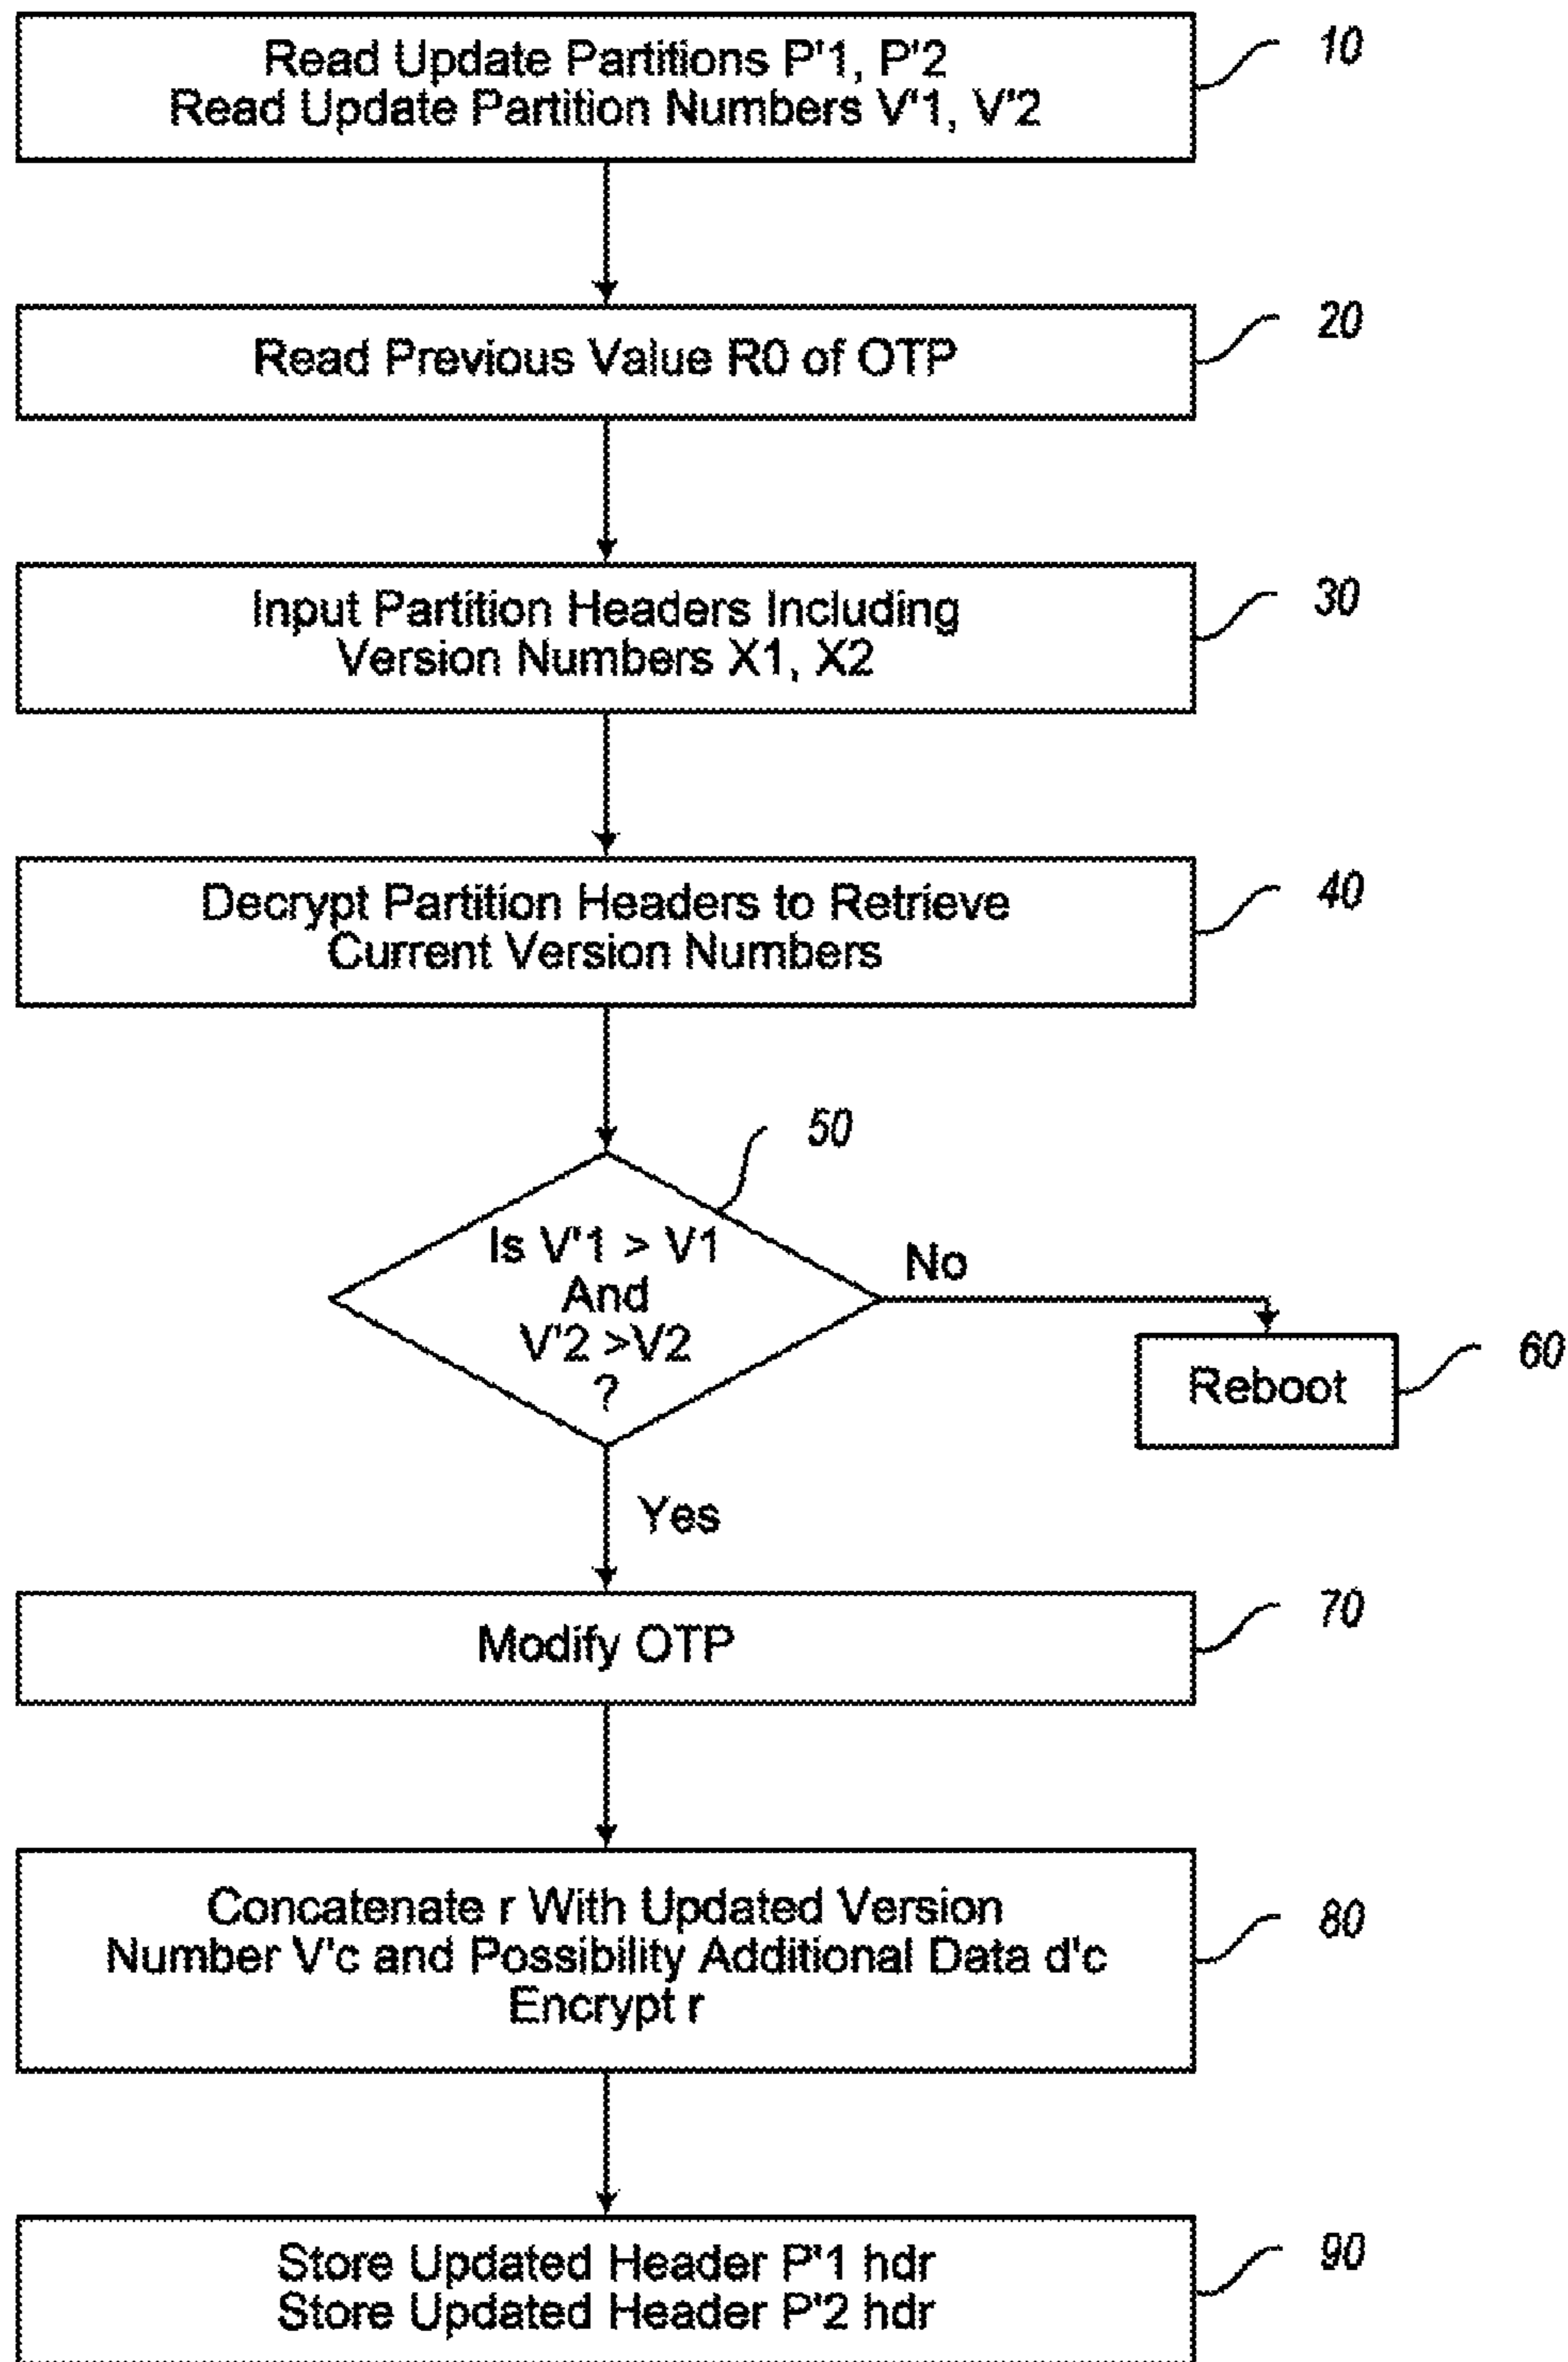 Read Update Partitions P'1, P'2
Read Update Partition Numbers V'1, V'2
10
Read Previous Value R0 of OTP
20
Input Partition Headers Including
Version Numbers X1, X2
30
Decrypt Partition Headers to Retrieve
Current Version Numbers
40
50
Is V'1 > V1
And
V'2 >V2
?
No
Reboot
60
Yes
Modify OTP
70
Concatenate r With Updated Version
Number V'c and Possibility Additional Data d'c
Encrypt r
80
Store Updated Header P'1 hdr
Store Updated Header P'2 hdr
90